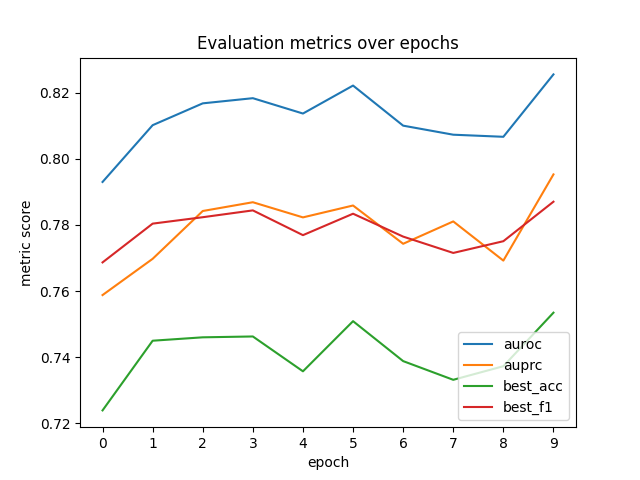 Evaluation metrics over epochs
metric score
0.82
0.80
0.78
0.76
0.74
0.72
auroc
auprc
best_acc
best_f1
0 1 2 3 4 5 6 7 8 9
epoch